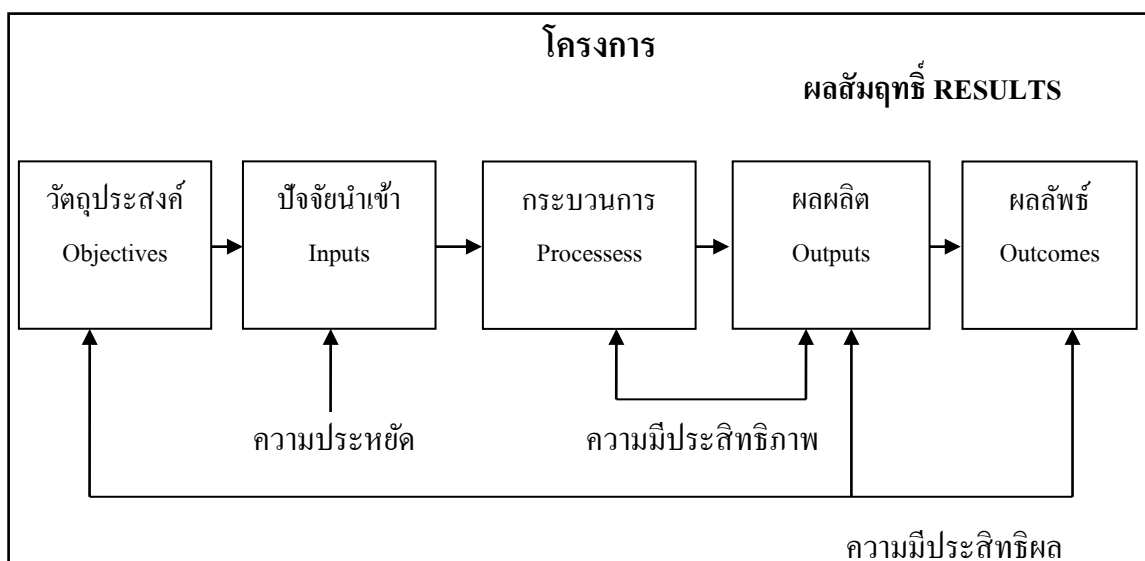 โครงการ
ผลสัมฤทธิ์ RESULTS
วัตถุประสงค์
Objectives
ปัจจัยนำเข้า
Inputs
กระบวนการ
Processess
ผลผลิต
Outputs
ผลลัพธ์
Outcomes
ความประหยัด
ความมีประสิทธิภาพ
ความมีประสิทธิผล